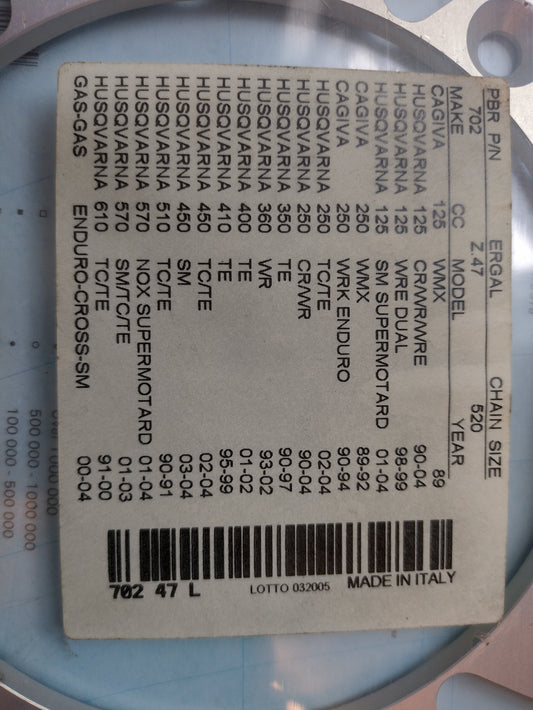 PBR P/N ERGAL CHAIN SIZE
702 Z.47 520
MAKE CC MODEL YEAR
CAGIVA 125 WMX 89
HUSQVARNA 125 CR/WR/WRE 90-04
HUSQVARNA 125 WRE DUAL 98-99
HUSQVARNA 125 SM SUPERMOTARD 01-04
CAGIVA 250 WMX 89-92
CAGIVA 250 WRK ENDURO 90-94
HUSQVARNA 250 TC/TE 02-04
HUSQVARNA 250 CR/WR 90-04
HUSQVARNA 350 TE 90-97
HUSQVARNA 360 WR 93-02
HUSQVARNA 400 TE 01-02
HUSQVARNA 410 TE 95-99
HUSQVARNA 450 TC/TE 02-04
HUSQVARNA 450 SM 03-04
HUSQVARNA 510 TC/TE 90-91
HUSQVARNA 570 NOX SUPERMOTARD 01-04
HUSQVARNA 570 SM/TC/TE 01-03
HUSQVARNA 610 TC/TE 91-00
GAS-GAS ENDURO-CROSS-SM 00-04
MADE IN ITALY
LOTTO 032005
702 47 L
Over 1 000 000
500 000 - 1000 000
100 000 - 500 000